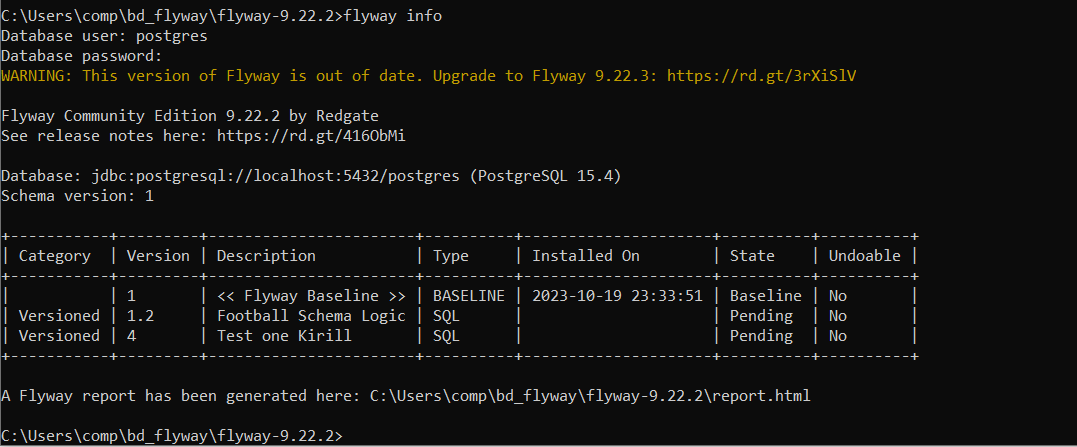 C:\Users\comp\bd_flyway\flyway-9.22.2>flyway info
Database user: postgres
Database password:
WARNING: This version of Flyway is out of date. Upgrade to Flyway 9.22.3: https://rd.gt/3rXiSlV
Flyway Community Edition 9.22.2 by Redgate
See release notes here: https://rd.gt/416ObMi
Database: jdbc:postgresql://localhost:5432/postgres (PostgreSQL 15.4)
Schema version: 1
+-----------+---------+-----------------------+----------+---------------------+----------+----------+
| Category | Version | Description | Type | Installed On | State | Undoable |
+-----------+---------+-----------------------+----------+---------------------+----------+----------+
| | 1 | << Flyway Baseline >> | BASELINE | 2023-10-19 23:33:51 | Baseline | No |
| Versioned | 1.2 | Football Schema Logic | SQL | | Pending | No |
| Versioned | 4 | Test one Kirill | SQL | | Pending | No |
+-----------+---------+-----------------------+----------+---------------------+----------+----------+
A Flyway report has been generated here: C:\Users\comp\bd_flyway\flyway-9.22.2\report.html
C:\Users\comp\bd_flyway\flyway-9.22.2>